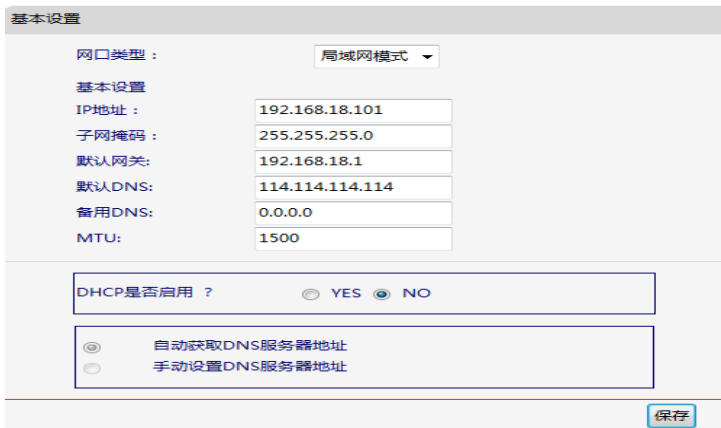 基本设置
网口类型： 局域网模式
基本设置
IP地址： 192.168.18.101
子网掩码： 255.255.255.0
默认网关: 192.168.18.1
默认DNS: 114.114.114.114
备用DNS: 0.0.0.0
MTU: 1500
DHCP是否启用 ？ YES NO
自动获取DNS服务器地址
手动设置DNS服务器地址
保存